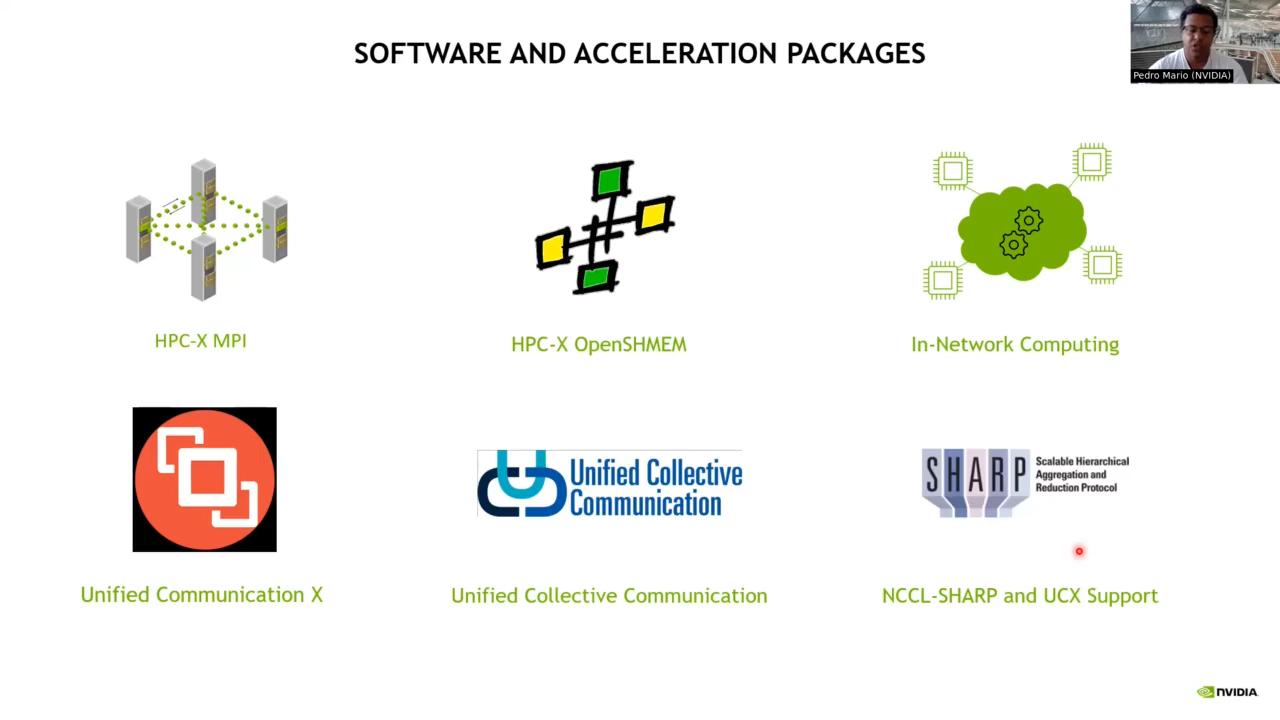 SOFTWARE AND ACCELERATION PACKAGES
Pedro Mario (NVIDIA)
HPC-X MPI
HPC-X OpenSHMEM
In-Network Computing
Unified Collective
Communication
SHARP
Scalable Hierarchical
Aggregation and
Reduction Protocol
Unified Communication X
Unified Collective Communication
NCCL-SHARP and UCX Support
NVIDIA